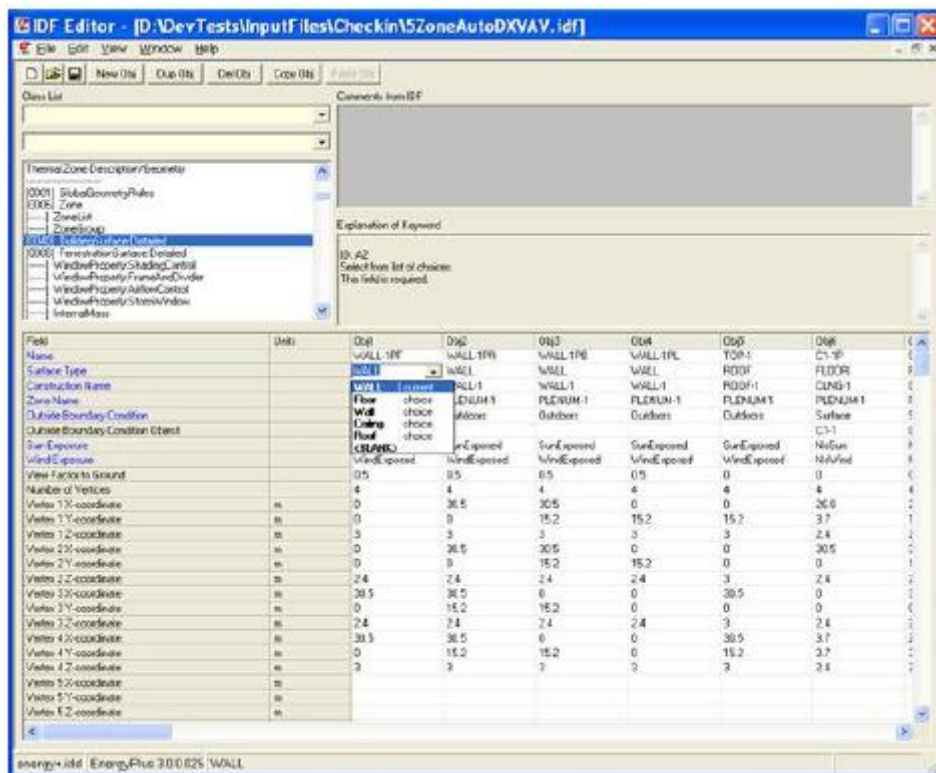 IDF Editor - [D:\DevTests\InputFiles\Checkin\5ZoneAutoDXVAV.idf]
File Edit View Window Help
New Obj Dup Obj Del Obj Copy Obj Paste Obj
Class List Comments from IDF
Thermal Zone Description/Geometry
[0001] GlobalGeometryRules
[0006] Zone
[------] ZoneList
[------] ZoneGroup
[0040] BuildingSurface:Detailed
[0008] FenestrationSurface:Detailed
[------] WindowProperty:ShadingControl
[------] WindowProperty:FrameAndDivider
[------] WindowProperty:AirflowControl
[------] WindowProperty:StormWindow
[------] InternalMass
Explanation of Keyword
ID: A2
Select from list of choices
This field is required.
Field Units Obj1 Obj2 Obj3 Obj4 Obj5 Obj6
Name WALL-1PF WALL-1PR WALL-1PB WALL-1PL TOP-1 C1-1P
Surface Type WALL WALL WALL WALL ROOF FLOOR
Construction Name WALL-1 WALL-1 WALL-1 ROOF-1 CLNG-1
Zone Name PLENUM-1 PLENUM-1 PLENUM-1 PLENUM-1 PLENUM-1
Outside Boundary Condition Outdoors Outdoors Outdoors Outdoors Surface
Outside Boundary Condition Object C1-1
Sun Exposure SunExposed SunExposed SunExposed SunExposed NoSun
Wind Exposure WindExposed WindExposed WindExposed WindExposed NoWind
WALL current
Floor choice
Wall choice
Ceiling choice
Roof choice
<BLANK>
View Factor to Ground 0.5 0.5 0.5 0.5 0 0
Number of Vertices 4 4 4 4 4 4
Vertex 1 X-coordinate m 0 30.5 30.5 0 0 26.8
Vertex 1 Y-coordinate m 0 0 15.2 15.2 15.2 3.7
Vertex 1 Z-coordinate m 3 3 3 3 3 2.4
Vertex 2 X-coordinate m 0 30.5 30.5 0 0 30.5
Vertex 2 Y-coordinate m 0 0 15.2 15.2 0 0
Vertex 2 Z-coordinate m 2.4 2.4 2.4 2.4 3 2.4
Vertex 3 X-coordinate m 30.5 30.5 0 0 30.5 0
Vertex 3 Y-coordinate m 0 15.2 15.2 0 0 0
Vertex 3 Z-coordinate m 2.4 2.4 2.4 2.4 3 2.4
Vertex 4 X-coordinate m 30.5 30.5 0 0 30.5 3.7
Vertex 4 Y-coordinate m 0 15.2 15.2 0 15.2 3.7
Vertex 4 Z-coordinate m 3 3 3 3 3 2.4
Vertex 5 X-coordinate m
Vertex 5 Y-coordinate m
Vertex 5 Z-coordinate m
energy+.idd EnergyPlus 3.0.0.025 WALL